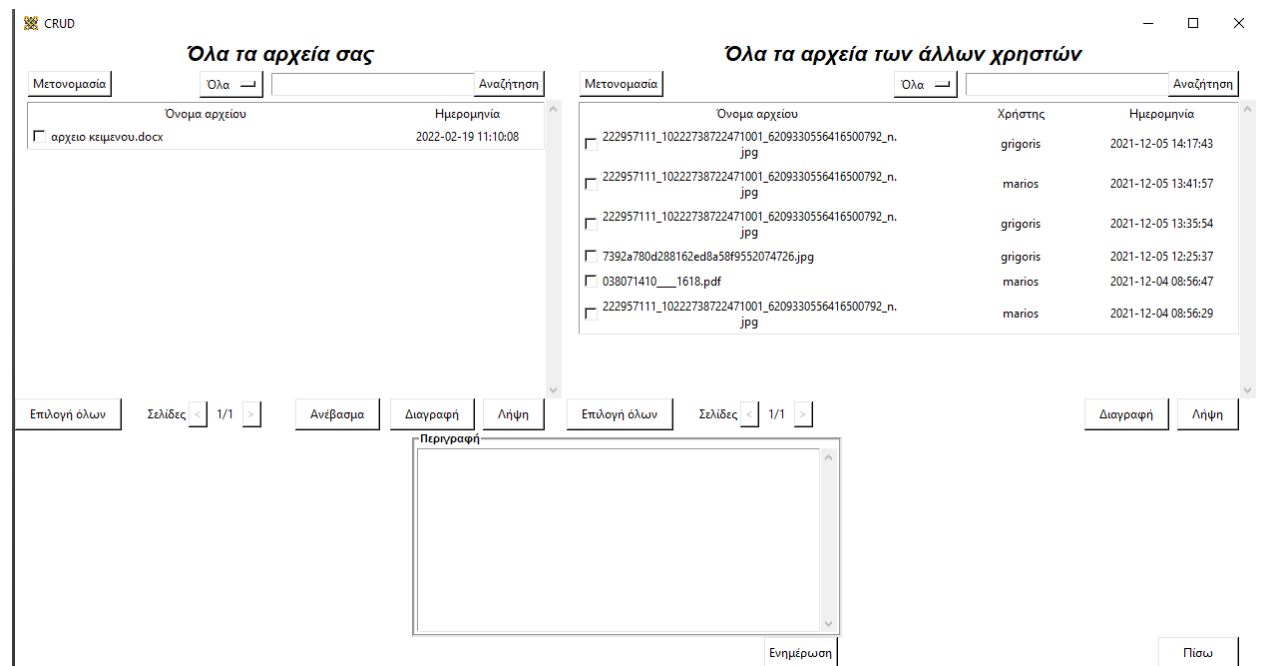 CRUD
Όλα τα αρχεία σας
Όλα τα αρχεία των άλλων χρηστών
Μετονομασία Όλα Αναζήτηση
Μετονομασία Όλα Αναζήτηση
Όνομα αρχείου Ημερομηνία
αρχειο κειμενου.docx 2022-02-19 11:10:08
Όνομα αρχείου Χρήστης Ημερομηνία
222957111_10222738722471001_6209330556416500792_n.
jpg grigoris 2021-12-05 14:17:43
222957111_10222738722471001_6209330556416500792_n.
jpg marios 2021-12-05 13:41:57
222957111_10222738722471001_6209330556416500792_n.
jpg grigoris 2021-12-05 13:35:54
7392a780d288162ed8a58f9552074726.jpg grigoris 2021-12-05 12:25:37
038071410___1618.pdf marios 2021-12-04 08:56:47
222957111_10222738722471001_6209330556416500792_n.
jpg marios 2021-12-04 08:56:29
Επιλογή όλων Σελίδες < 1/1 > Ανέβασμα Διαγραφή Λήψη
Επιλογή όλων Σελίδες < 1/1 > Διαγραφή Λήψη
Περιγραφή
Ενημέρωση
Πίσω